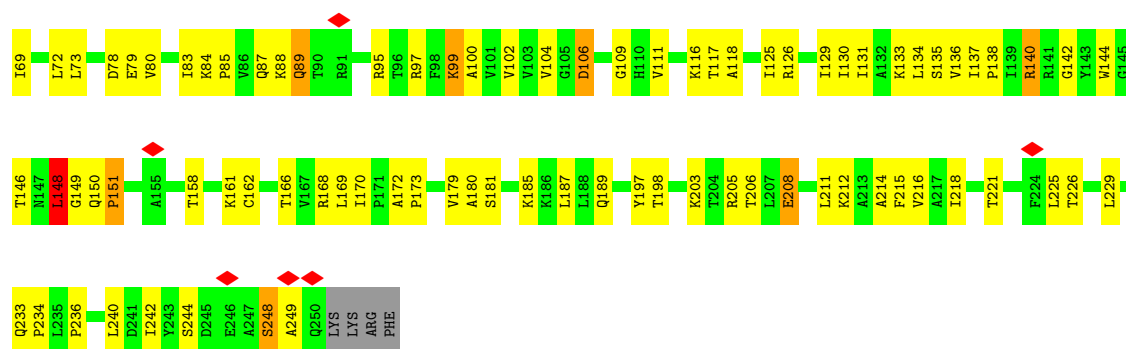 I69 L72 L73 D78 E79 V80 I83 K84 P85 V86 Q87 K88 Q89 T90 R91 R95 T96 R97 F98 K99 A100 V101 V102 V103 V104 G105 D106 G109 H110 V111 K116 T117 A118 I125 R126 I129 I130 I131 A132 K133 L134 S135 V136 I137 P138 I139 R140 R141 G142 Y143 W144 G145
T146 N147 L148 G149 Q150 P151 A155 T158 K161 C162 T166 V167 R168 L169 I170 P171 A172 P173 V179 A180 S181 K185 K186 L187 L188 Q189 Y197 T198 K203 T204 R205 T206 L207 E208 L211 K212 A213 A214 F215 V216 A217 I218 T221 F224 L225 T226 L229
Q233 P234 L235 P236 L240 D241 I242 Y243 S244 D245 E246 A247 S248 A249 Q250 LYS LYS ARG PHE